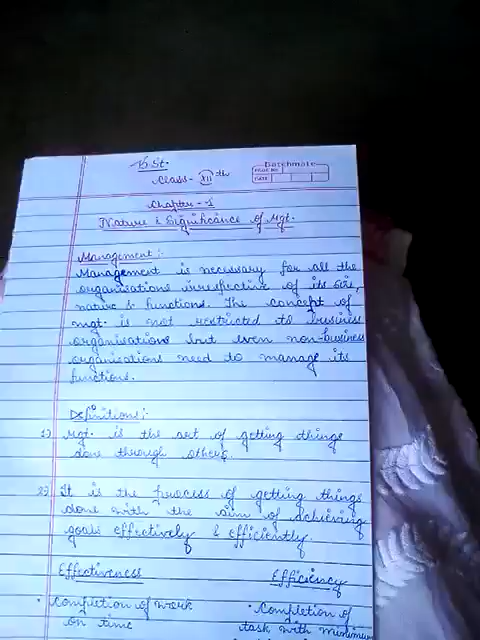 B.St.
Class - XII th
Datchmate
PAGE NO.
DATE
Chapter - 1
Nature & Significance of Mgt.
Management :-
Management is necessary for all the
organisations irrespective of its size,
nature & functions. The concept of
mgt. is not restricted to business
organisations but even non-business
organisations need to manage its
functions.
Definitions :-
1) Mgt. is the art of getting things
done through others.
2) It is the process of getting things
done with the aim of achieving
goals effectively & efficiently.
Effectiveness Efficiency
• Completion of work • Completion of
on time task with minimum